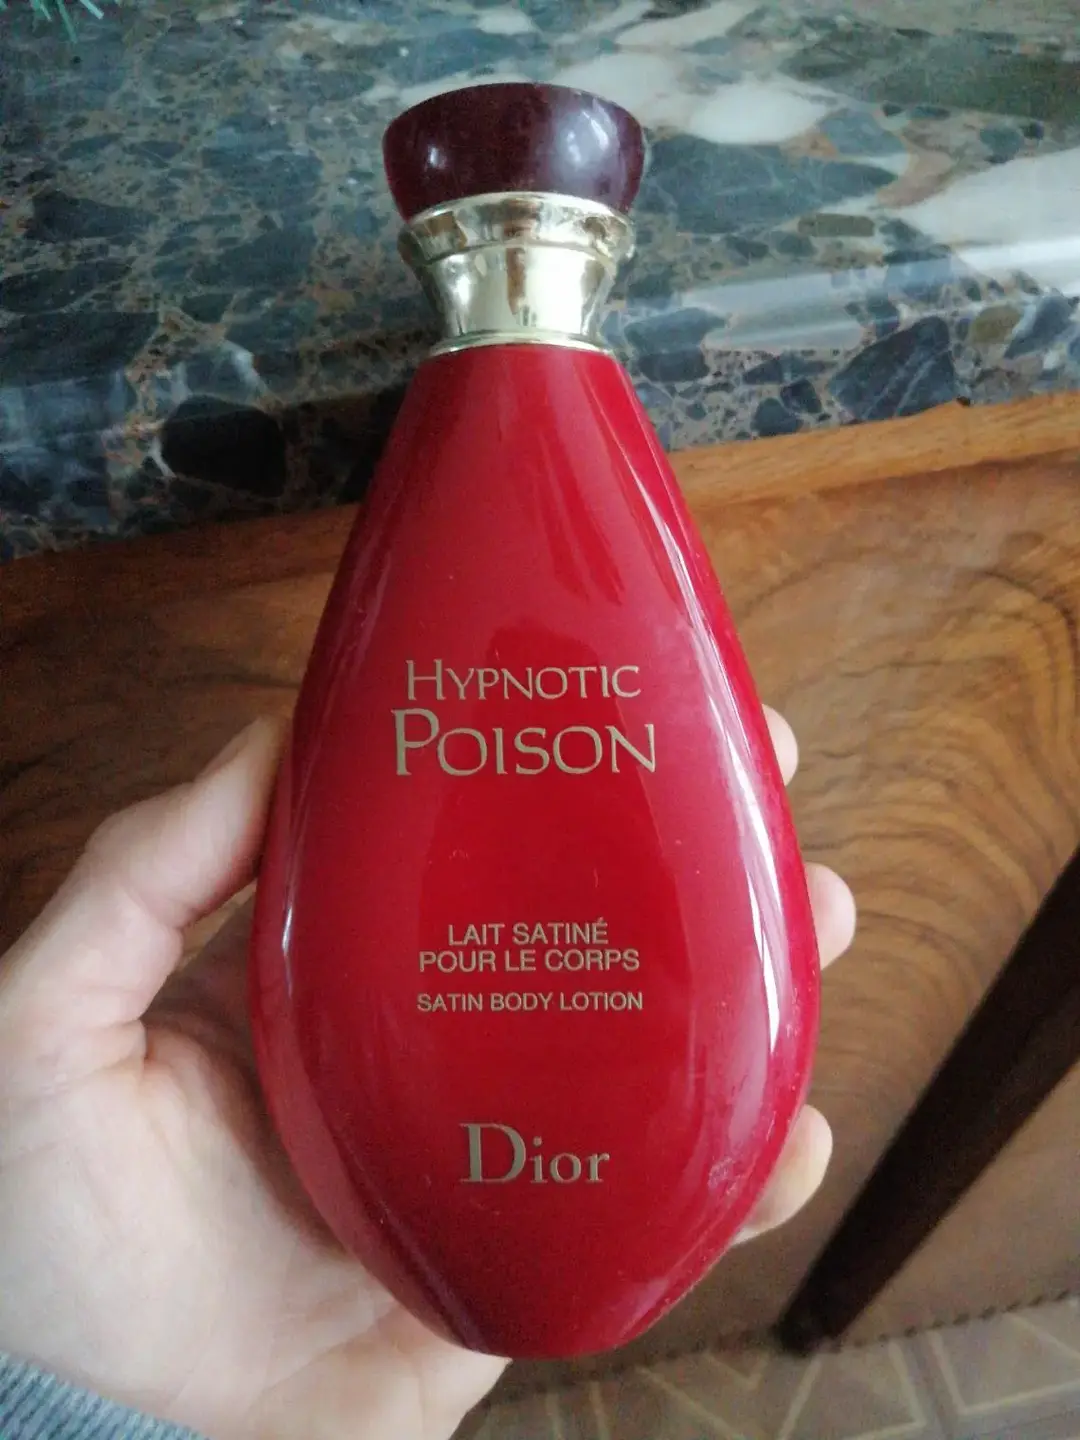 HYPNOTIC
POISON
LAIT SATINÉ
POUR LE CORPS
SATIN BODY LOTION
Dior